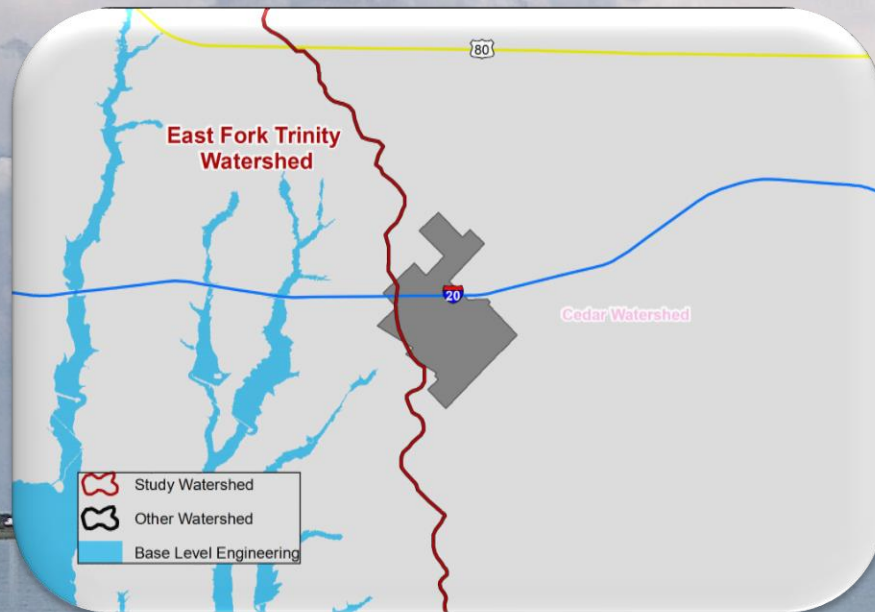 80
East Fork Trinity
Watershed
20
Cedar Watershed
Study Watershed
Other Watershed
Base Level Engineering